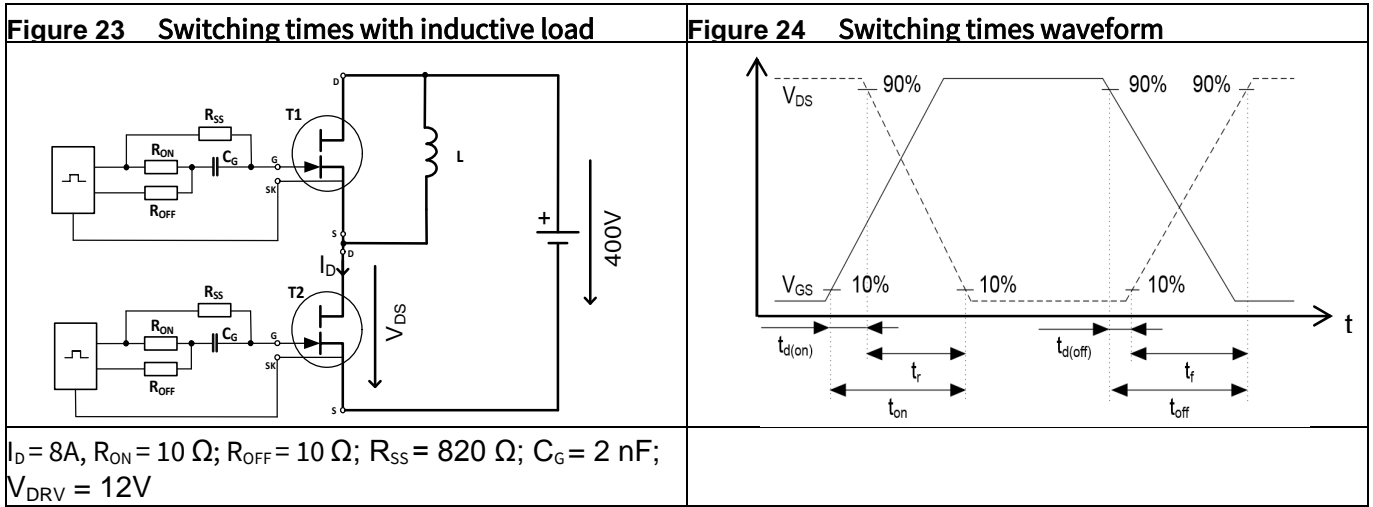 Figure 23 Switching times with inductive load
Figure 24 Switching times waveform
D
T1
RSS
RON
CG
G
SK
ROFF
L
S
D
+
400V
ID
T2
VDS
RSS
RON
CG
G
SK
ROFF
S
VDS
90%
90%
90%
VGS
10%
10%
10%
t
td(on)
td(off)
tr
tf
ton
toff
ID = 8A, RON = 10 Ω; ROFF = 10 Ω; RSS = 820 Ω; CG = 2 nF;
VDRV = 12V